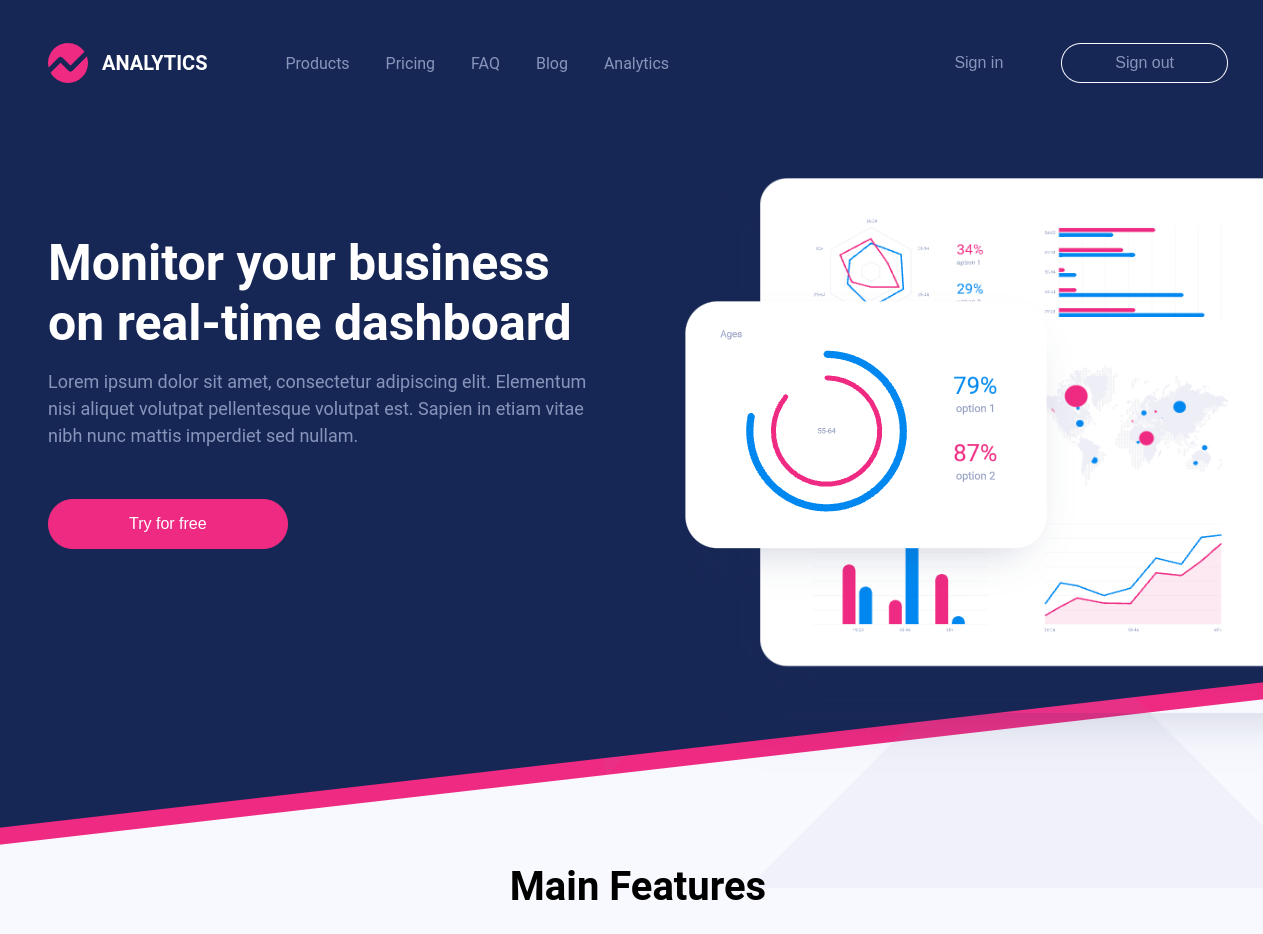 ANALYTICS
Products Pricing FAQ Blog Analytics
Sign in
Sign out
Monitor your business
on real-time dashboard
Lorem ipsum dolor sit amet, consectetur adipiscing elit. Elementum
nisi aliquet volutpat pellentesque volutpat est. Sapien in etiam vitae
nibh nunc mattis imperdiet sed nullam.
Try for free
34%
option 1
29%
Ages
55-64
79%
option 1
87%
option 2
Main Features